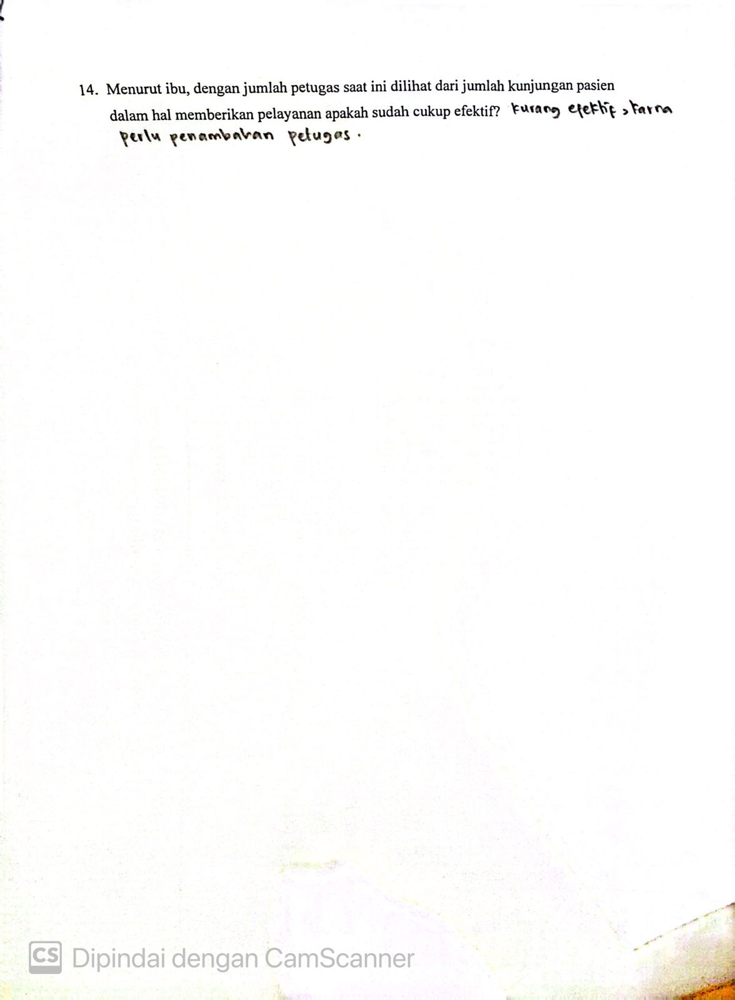 14. Menurut ibu, dengan jumlah petugas saat ini dilihat dari jumlah kunjungan pasien
dalam hal memberikan pelayanan apakah sudah cukup efektif? kurang efektif, karna
perlu penambahan petugas.
CS Dipindai dengan CamScanner